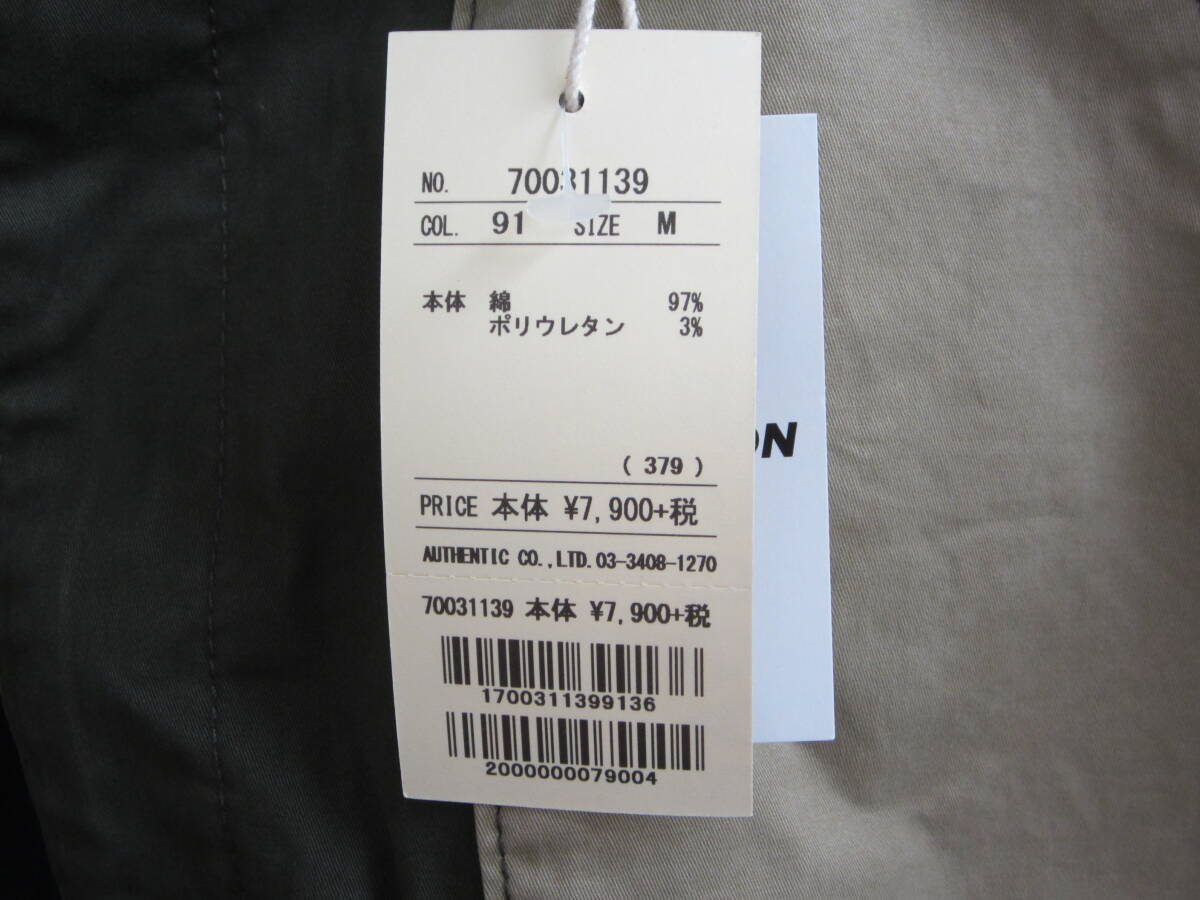 NO. 70031139
COL. 91 SIZE M
本体 綿 97%
ポリウレタン 3%
( 379 )
PRICE 本体 ¥7,900+税
AUTHENTIC CO.,LTD. 03-3408-1270
70031139 本体 ¥7,900+税
1700311399136
2000000079004